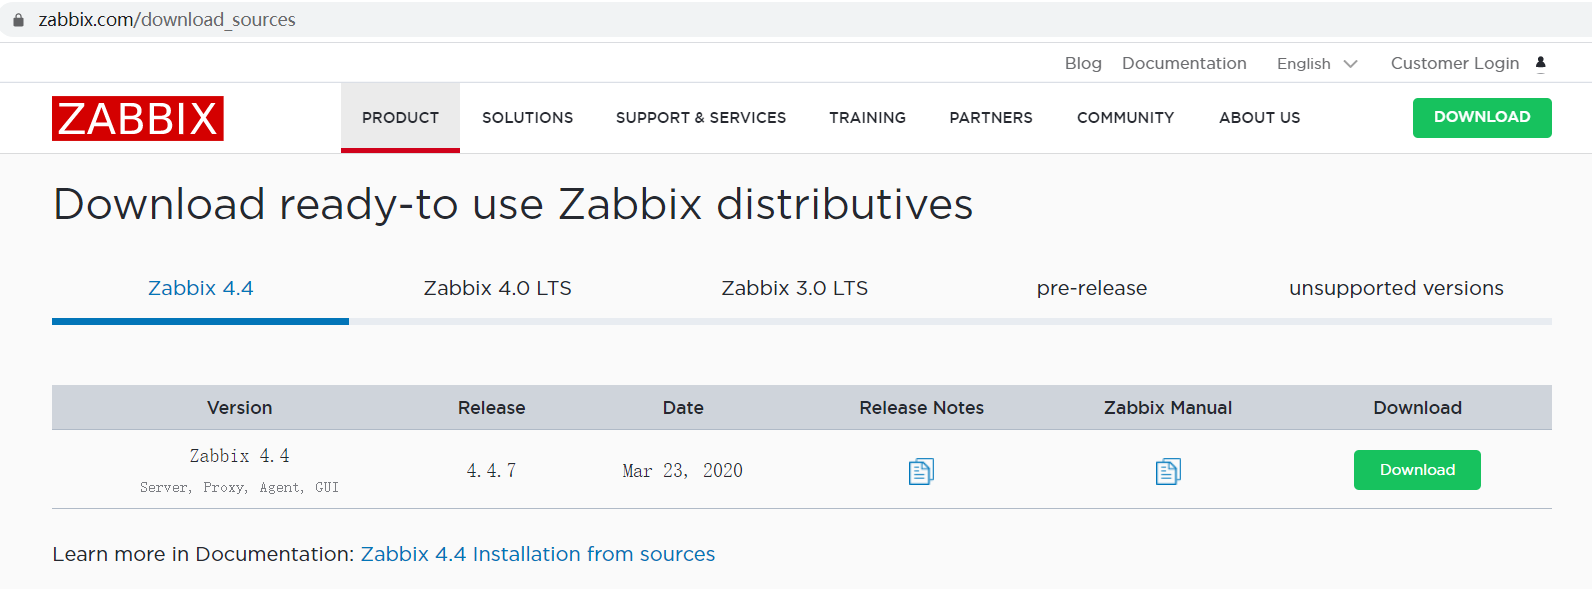 zabbix.com/download_sources
Blog Documentation English Customer Login
ZABBIX PRODUCT SOLUTIONS SUPPORT & SERVICES TRAINING PARTNERS COMMUNITY ABOUT US DOWNLOAD
Download ready-to use Zabbix distributives
Zabbix 4.4 Zabbix 4.0 LTS Zabbix 3.0 LTS pre-release unsupported versions
Version Release Date Release Notes Zabbix Manual Download
Zabbix 4.4
4.4.7 Mar 23, 2020 Download
Server, Proxy, Agent, GUI
Learn more in Documentation: Zabbix 4.4 Installation from sources